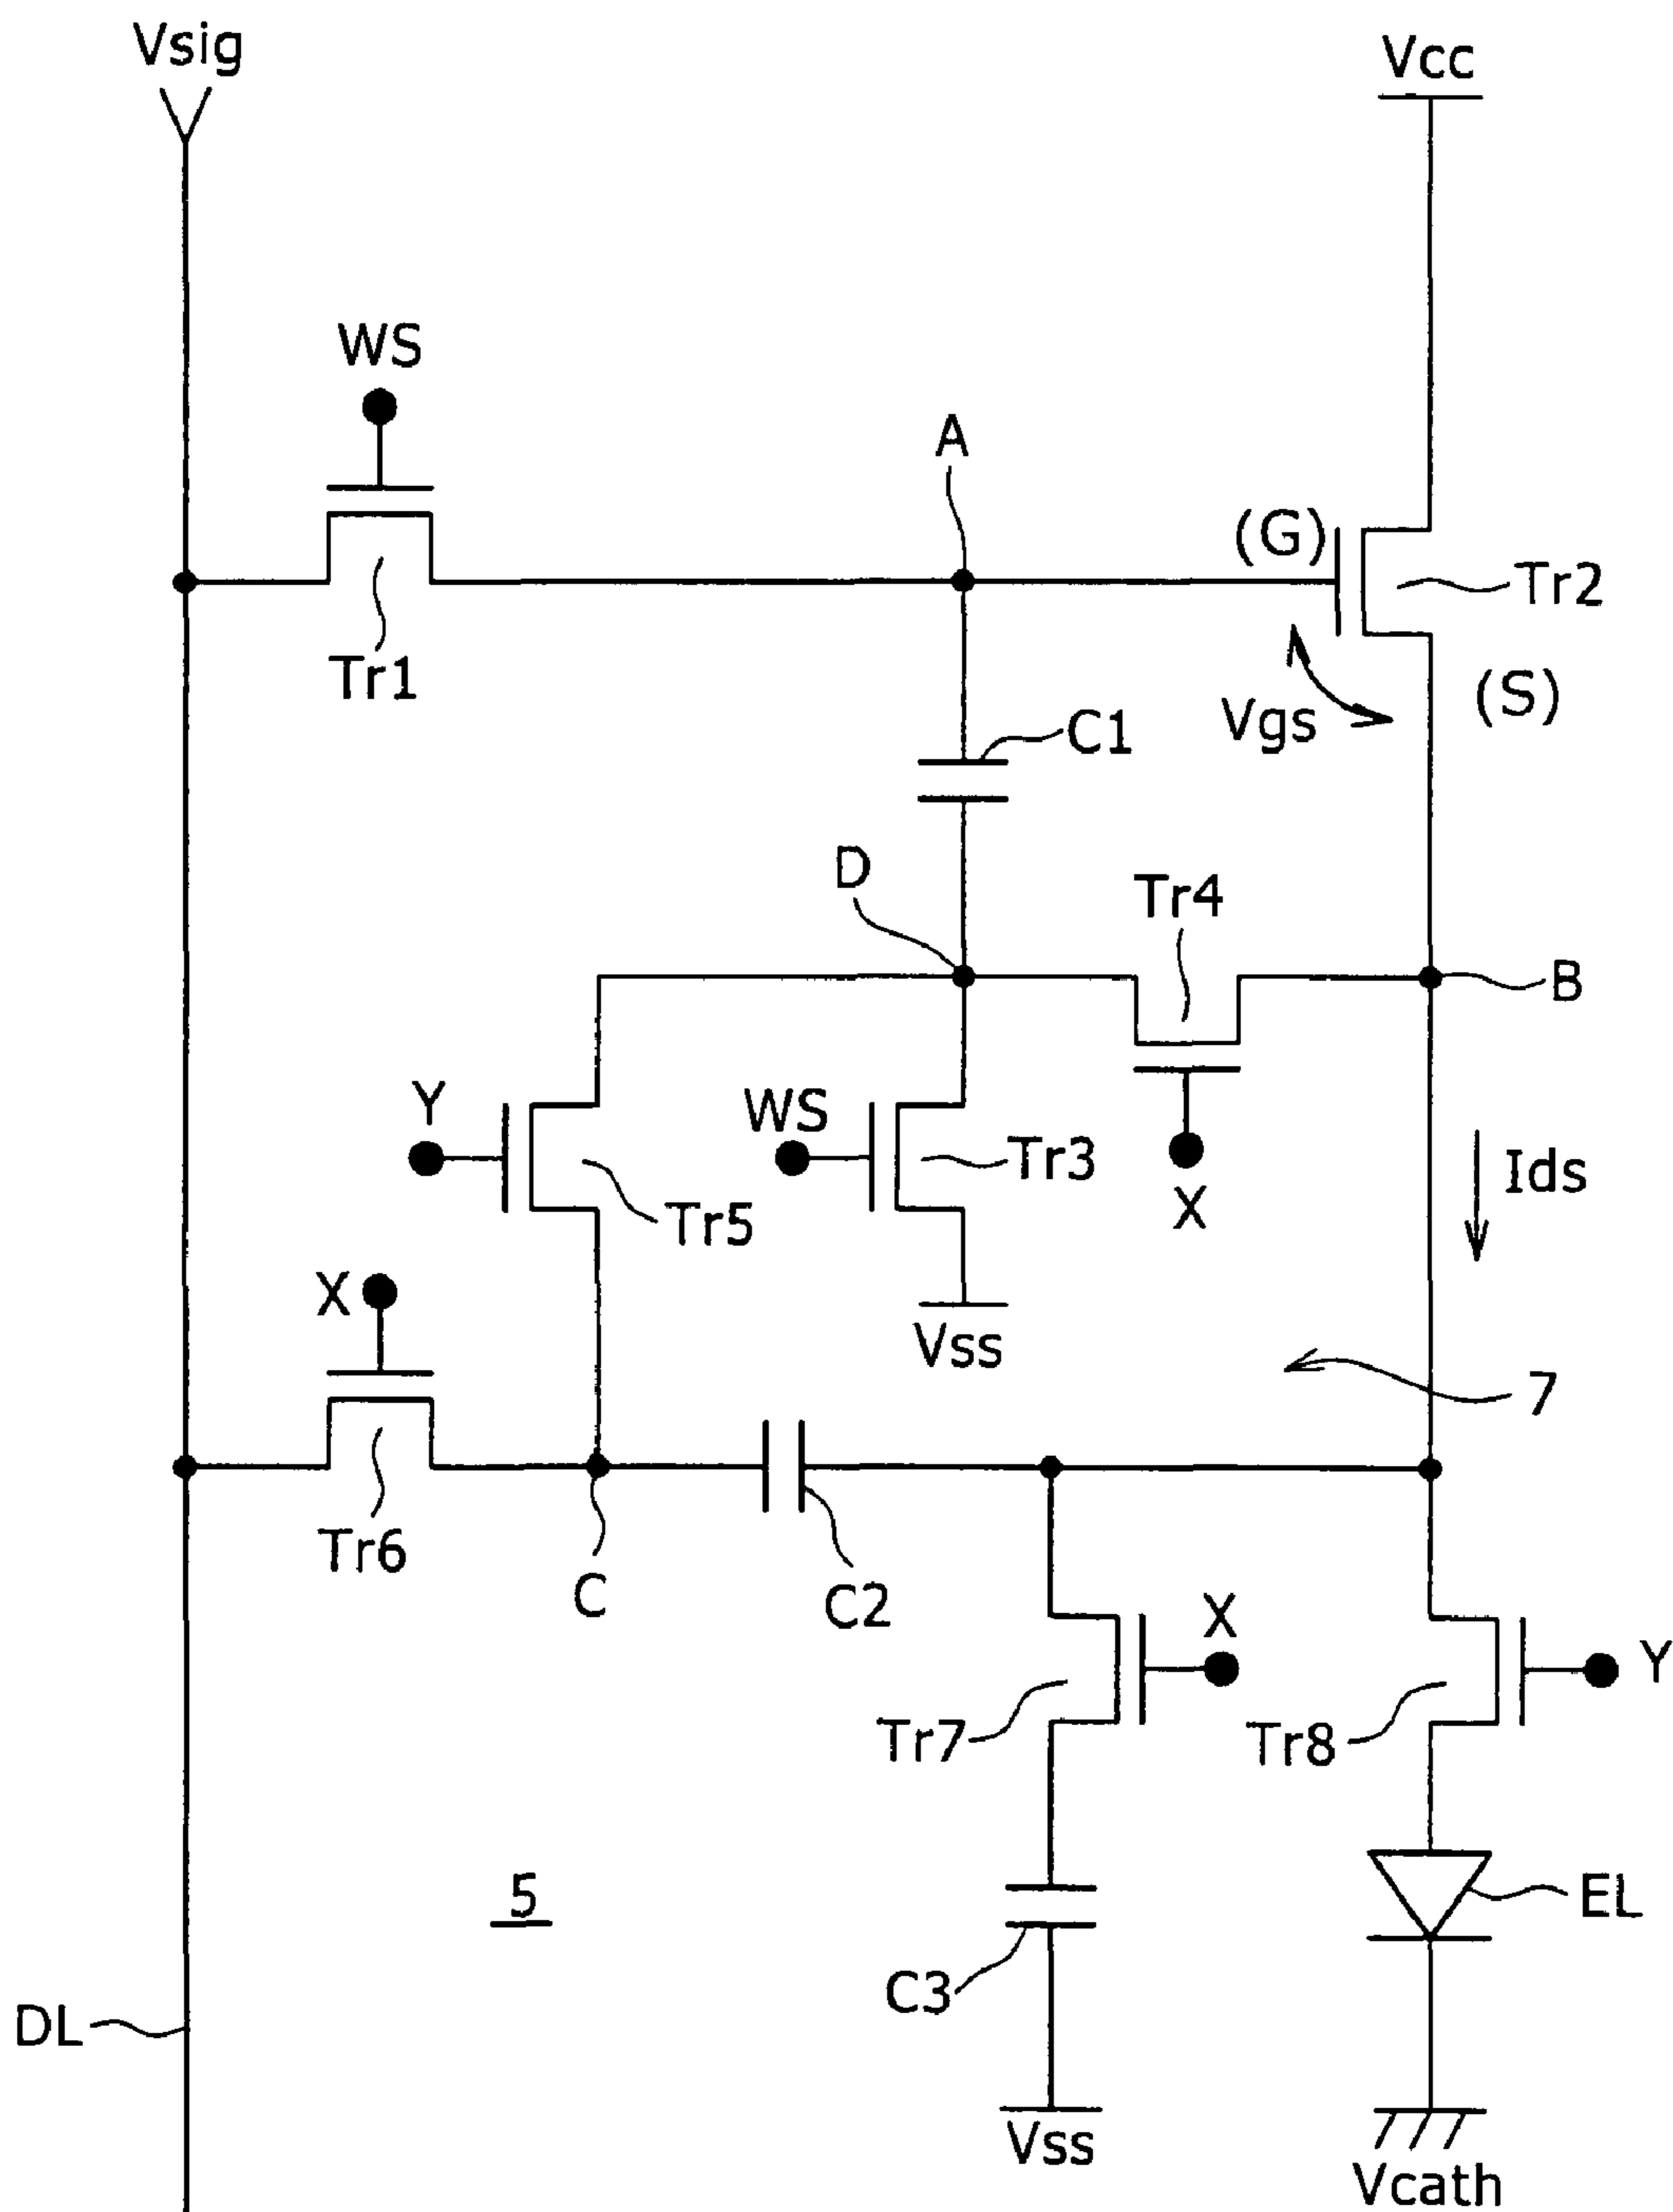 Vsig
Vcc
WS
A
(G)
Tr2
Tr1
Vgs
(S)
C1
D
Tr4
B
Y
WS
Tr3
X
Ids
Tr5
X
Vss
7
Tr6
C
C2
X
Y
Tr7
Tr8
5
EL
C3
DL
Vss
Vcath